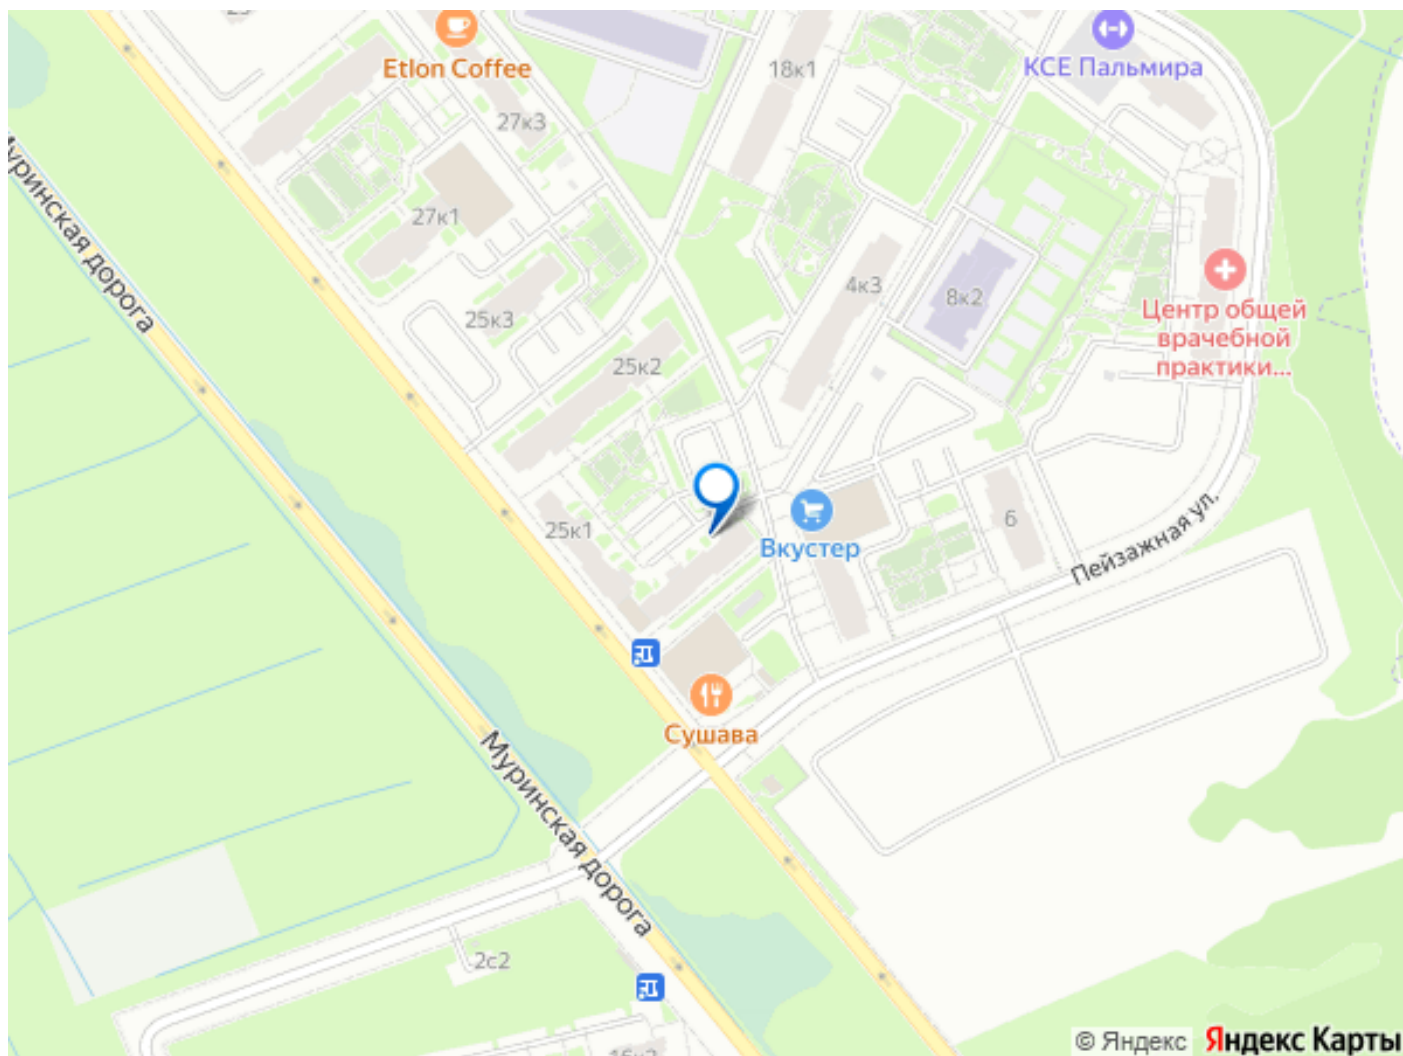 Etlon Coffee
КСЕ Пальмира
18к1
27к3
Муринская дорога
27к1
4к3
8к2
Центр общей
врачебной
практики...
25к3
25к2
25к1
Вкустер
6
Пейзажная ул.
Сушава
Муринская дорога
2с2
© Яндекс
Яндекс Карты